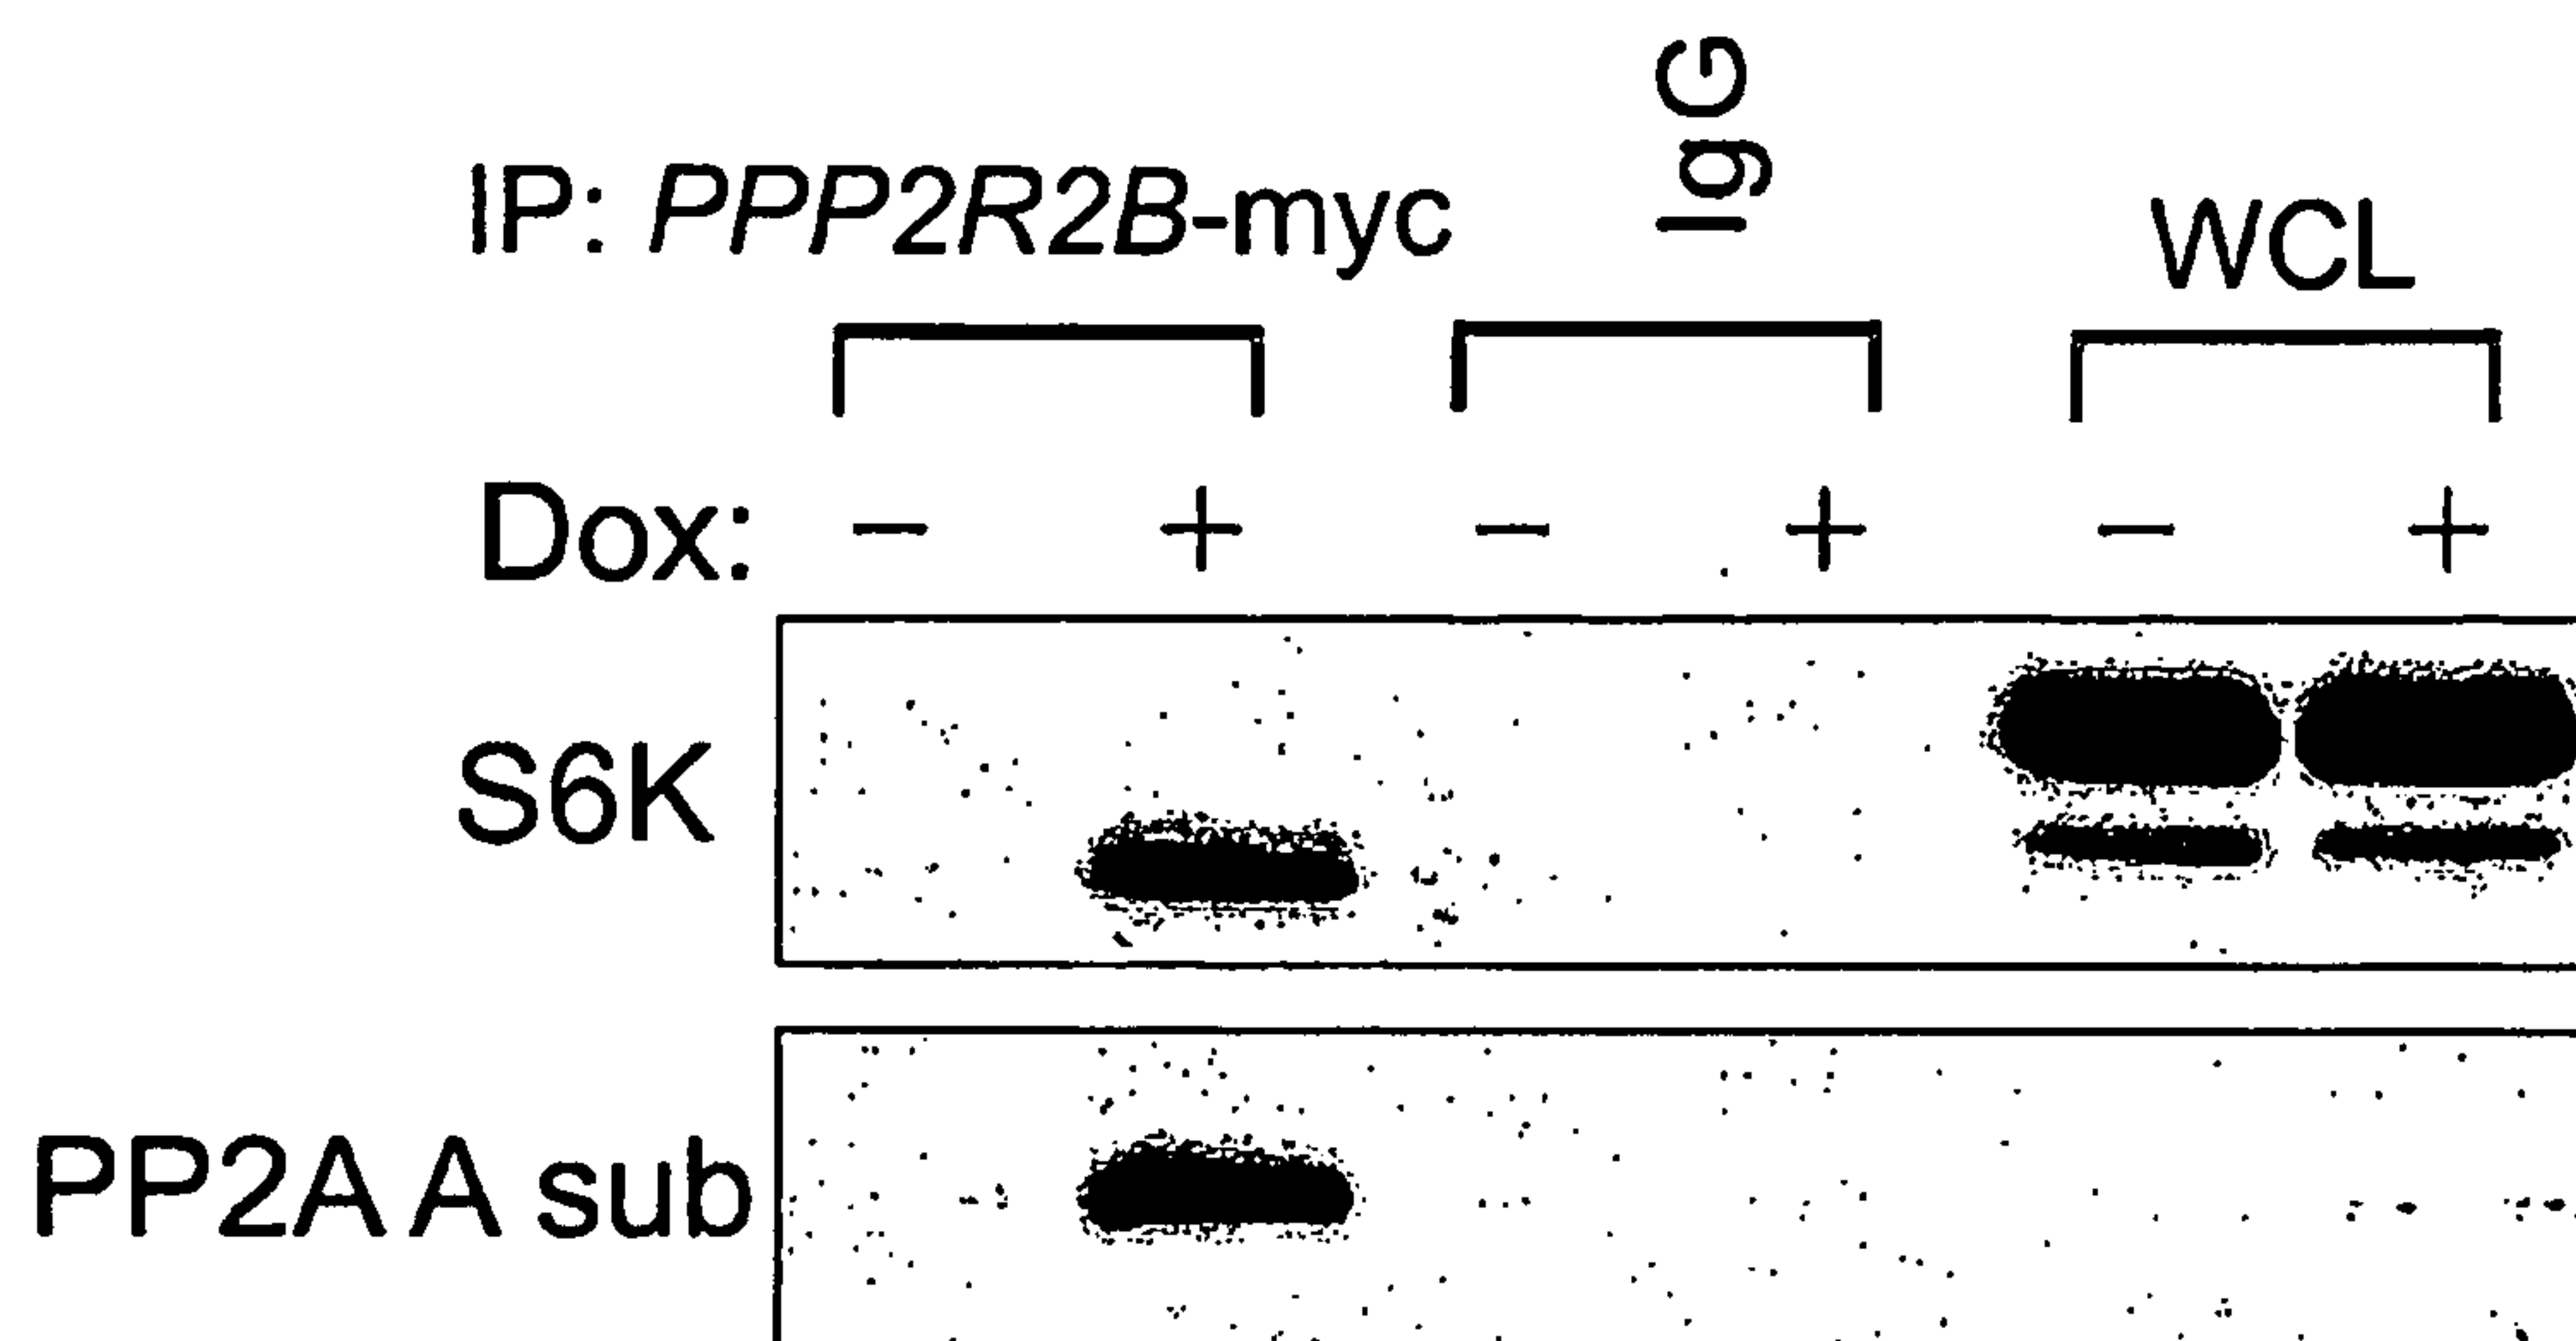 IgG
IP: PPP2R2B-myc
WCL
Dox: − + − + − +
S6K
PP2A A sub